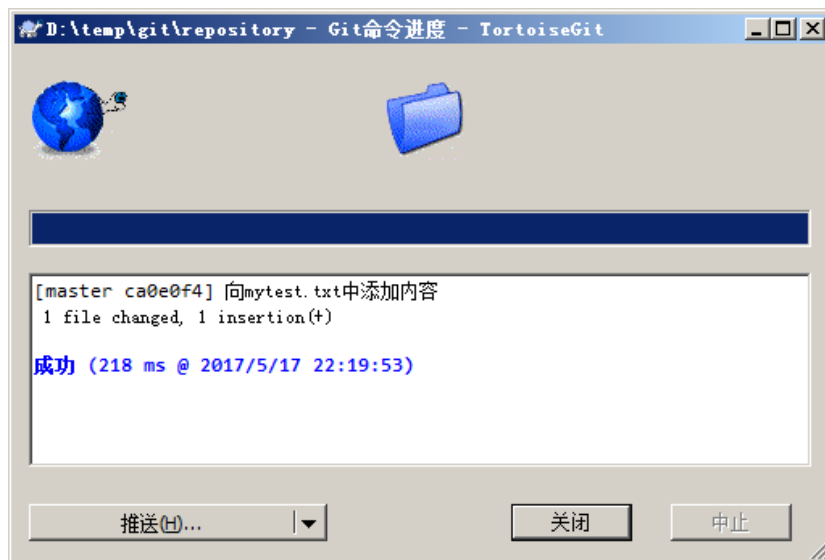 D:\temp\git\repository - Git命令进度 - TortoiseGit
[master ca0e0f4] 向mytest.txt中添加内容
1 file changed, 1 insertion(+)
成功 (218 ms @ 2017/5/17 22:19:53)
推送(H)...
关闭
中止